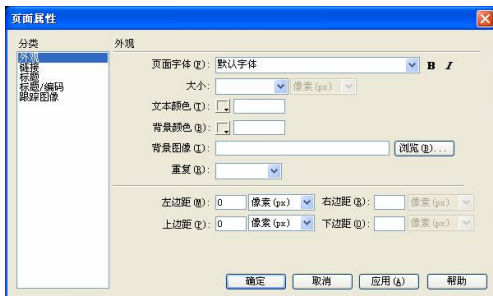 页面属性
分类
外观
外观
链接
标题
标题/编码
跟踪图像
页面字体(F): 默认字体 B I
大小: 像素(px)
文本颜色(T):
背景颜色(B):
背景图像(I): 浏览(B)...
重复(R):
左边距(M): 0 像素(px) 右边距(R): 像素(px)
上边距(P): 0 像素(px) 下边距(O): 像素(px)
确定 取消 应用(A) 帮助